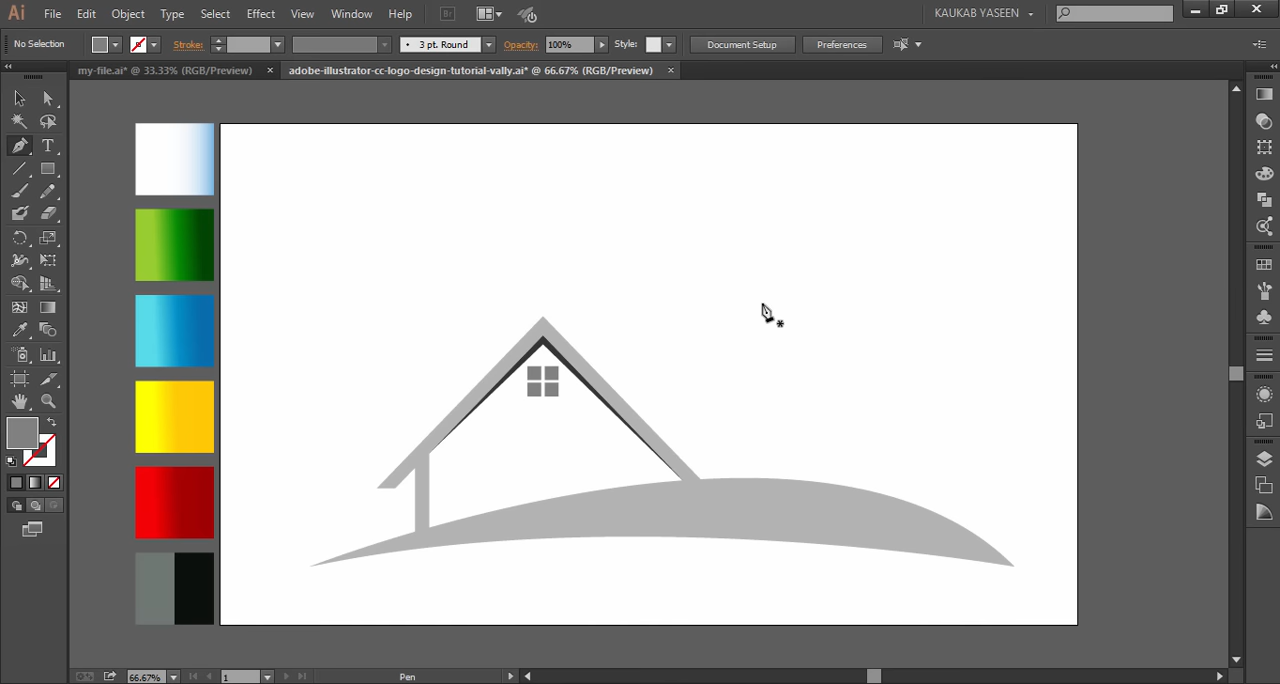 Ai File Edit Object Type Select Effect View Window Help Br KAUKAB YASEEN
No Selection Stroke: 3 pt. Round Opacity: 100% Style: Document Setup Preferences
my-file.ai* @ 33.33% (RGB/Preview) × adobe-illustrator-cc-logo-design-tutorial-vally.ai* @ 66.67% (RGB/Preview) ×
T
66.67% 1 Pen